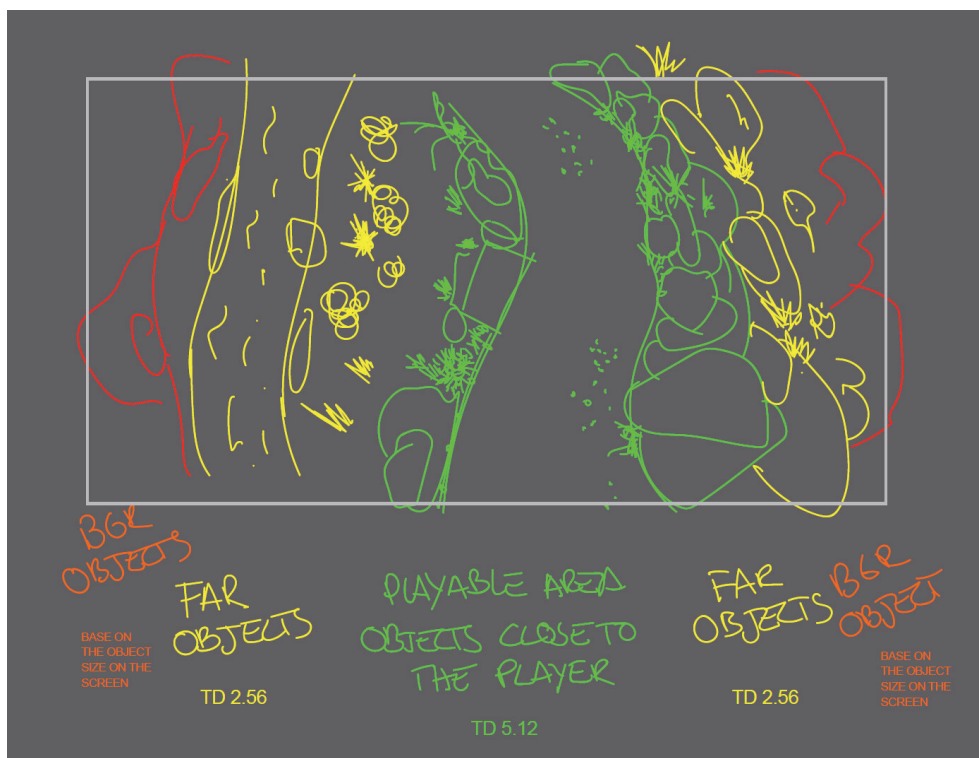 BGR
OBJECTS
FAR
OBJECTS
PLAYABLE AREA
OBJECTS CLOSE TO
THE PLAYER
FAR
OBJECTS
BGR
OBJECT
BASE ON
THE OBJECT
SIZE ON THE
SCREEN
TD 2.56
TD 5.12
TD 2.56
BASE ON
THE OBJECT
SIZE ON THE
SCREEN